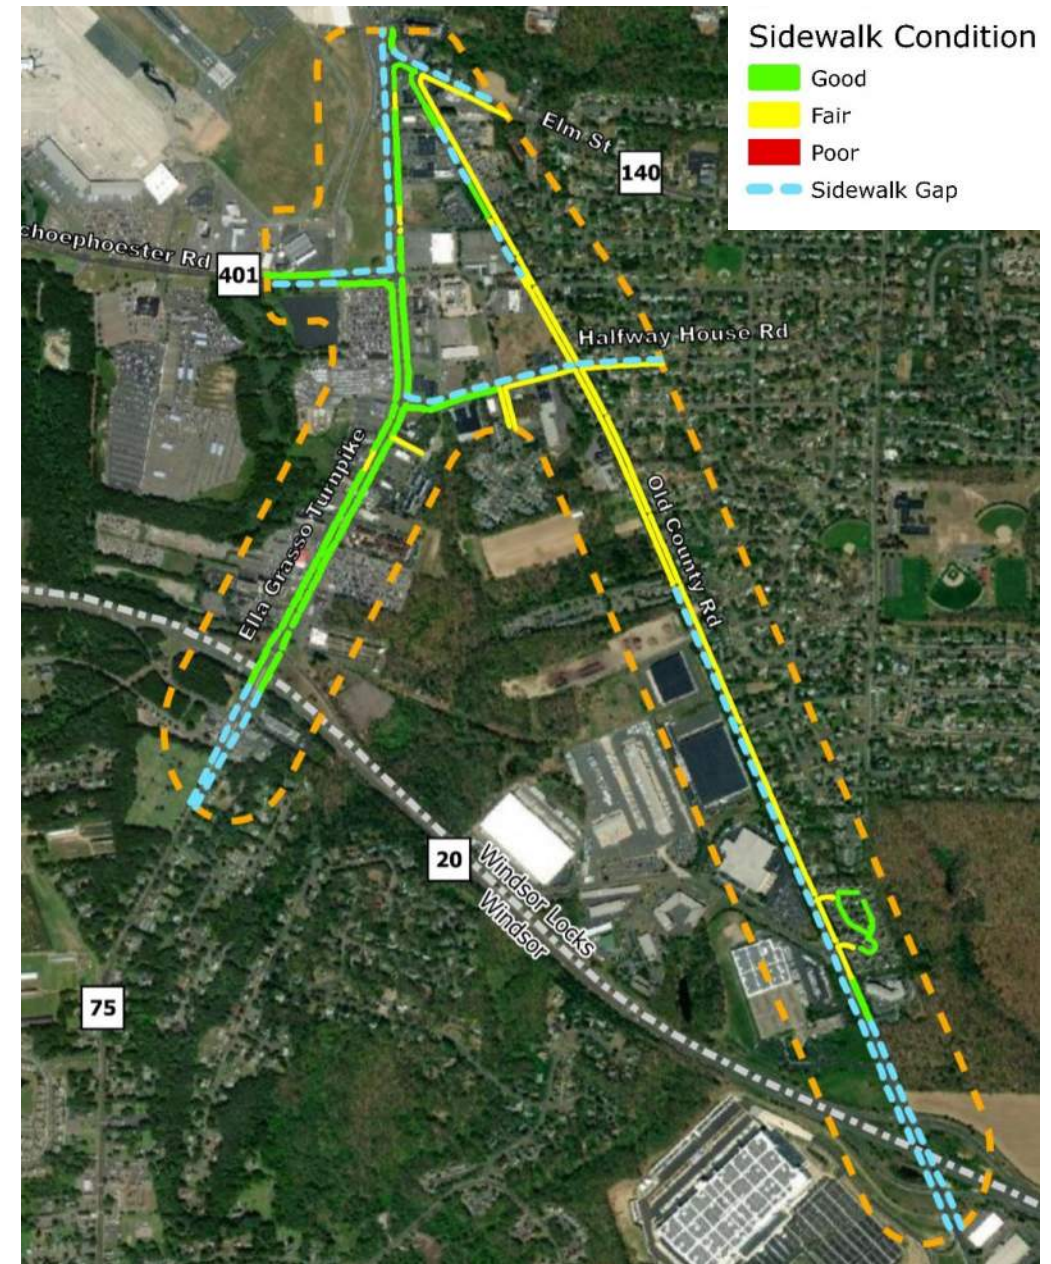 Sidewalk Condition
Good
Fair
Poor
Sidewalk Gap
Elm St
140
choephoester Rd
401
Halfway House Rd
Ella Grasso Turnpike
Old County Rd
20
Windsor Locks
Windsor
75